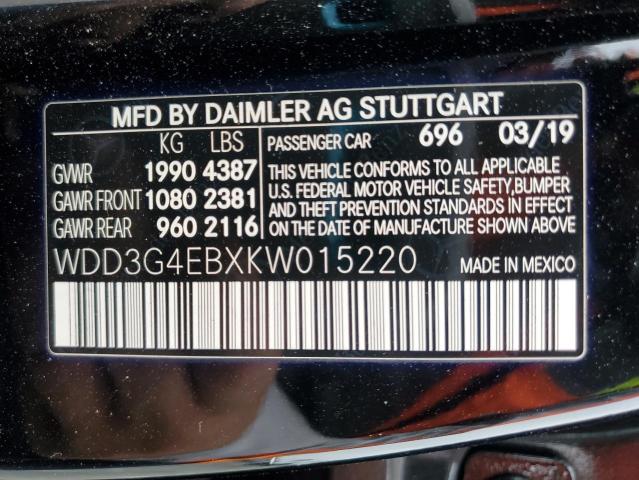 MFD BY DAIMLER AG STUTTGART
KG LBS
GWR 1990 4387
GAWR FRONT 1080 2381
GAWR REAR 960 2116
PASSENGER CAR 696 03/19
THIS VEHICLE CONFORMS TO ALL APPLICABLE
U.S. FEDERAL MOTOR VEHICLE SAFETY,BUMPER
AND THEFT PREVENTION STANDARDS IN EFFECT
ON THE DATE OF MANUFACTURE SHOWN ABOVE
WDD3G4EBXKW015220 MADE IN MEXICO